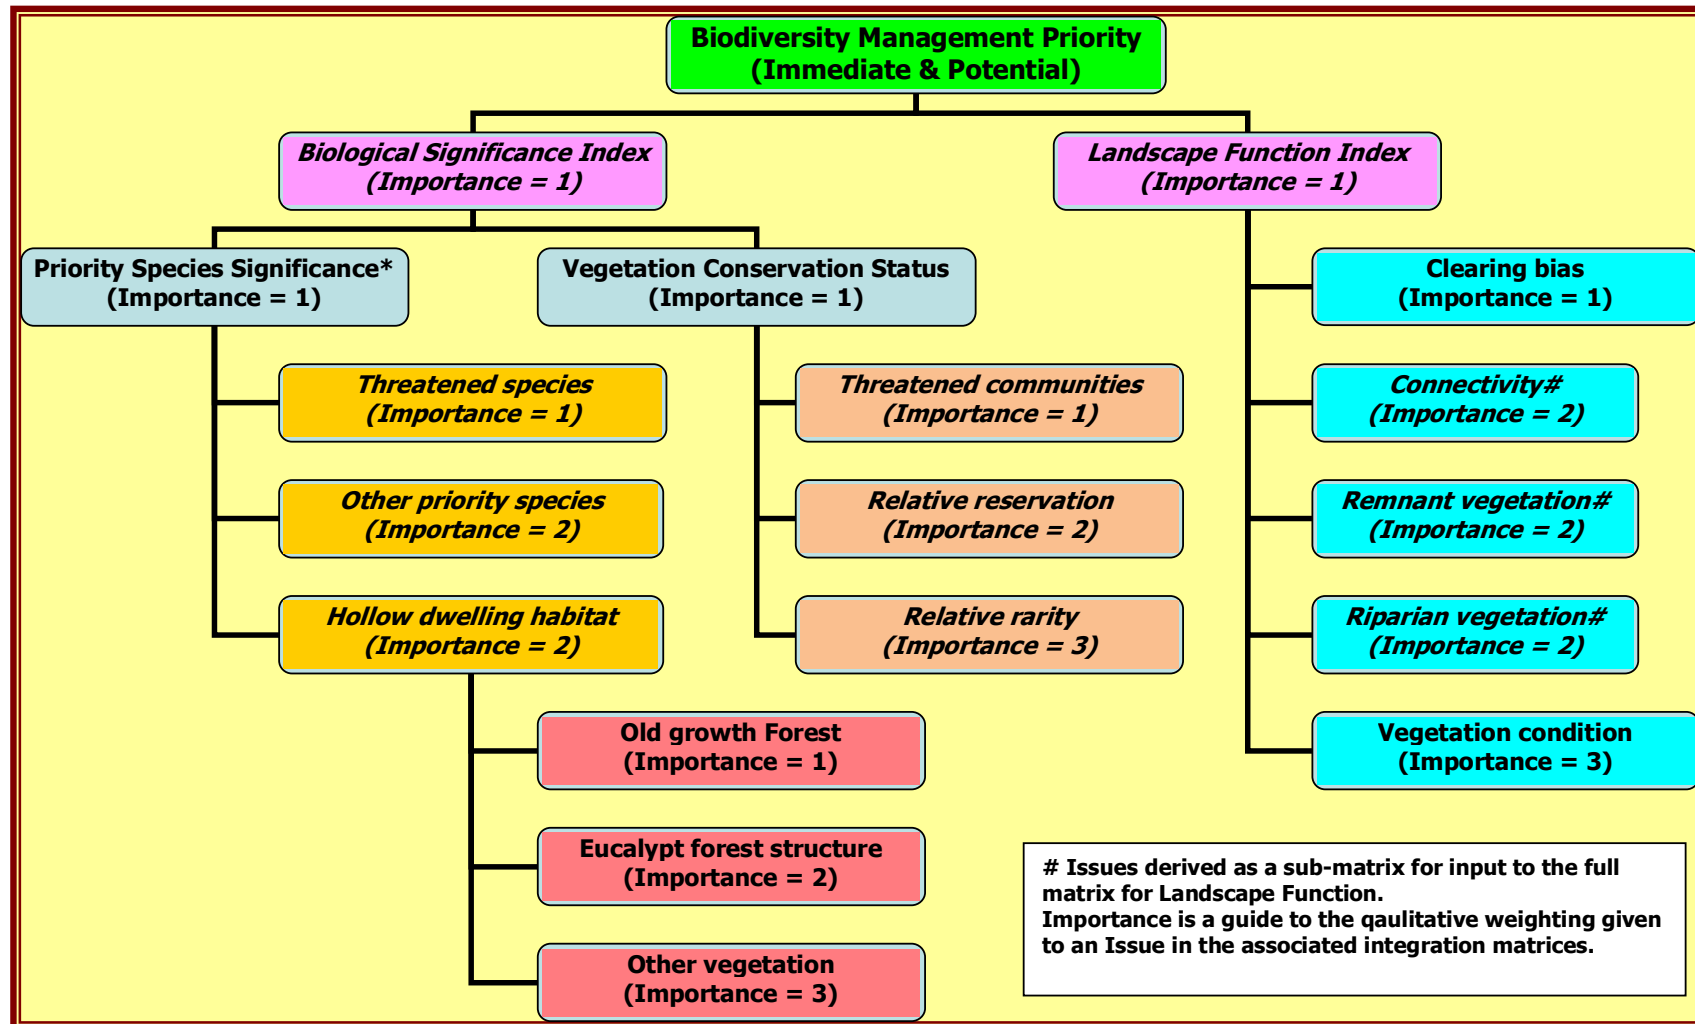 Biodiversity Management Priority
(Immediate & Potential)
Biological Significance Index
(Importance = 1)
Landscape Function Index
(Importance = 1)
Priority Species Significance*
(Importance = 1)
Vegetation Conservation Status
(Importance = 1)
Clearing bias
(Importance = 1)
Threatened species
(Importance = 1)
Threatened communities
(Importance = 1)
Connectivity#
(Importance = 2)
Other priority species
(Importance = 2)
Relative reservation
(Importance = 2)
Remnant vegetation#
(Importance = 2)
Hollow dwelling habitat
(Importance = 2)
Relative rarity
(Importance = 3)
Riparian vegetation#
(Importance = 2)
Old growth Forest
(Importance = 1)
Vegetation condition
(Importance = 3)
Eucalypt forest structure
(Importance = 2)
Other vegetation
(Importance = 3)
# Issues derived as a sub-matrix for input to the full
matrix for Landscape Function.
Importance is a guide to the qaulitative weighting given
to an Issue in the associated integration matrices.